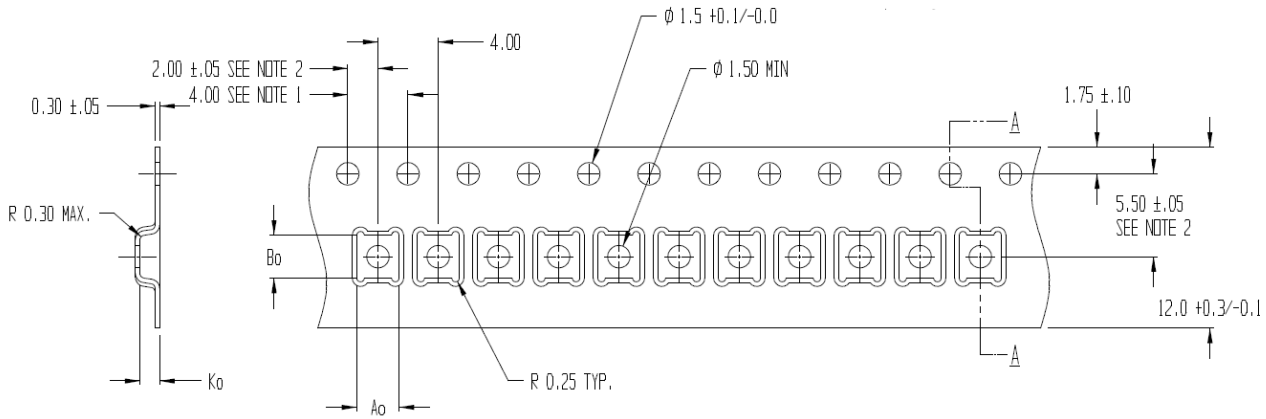 ϕ 1.5 +0.1/-0.0
4.00
2.00 ±.05 SEE NOTE 2
ϕ 1.50 MIN
4.00 SEE NOTE 1
0.30 ±.05
1.75 ±.10
A
R 0.30 MAX.
5.50 ±.05
SEE NOTE 2
Bo
12.0 +0.3/-0.1
A
Ko
R 0.25 TYP.
Ao